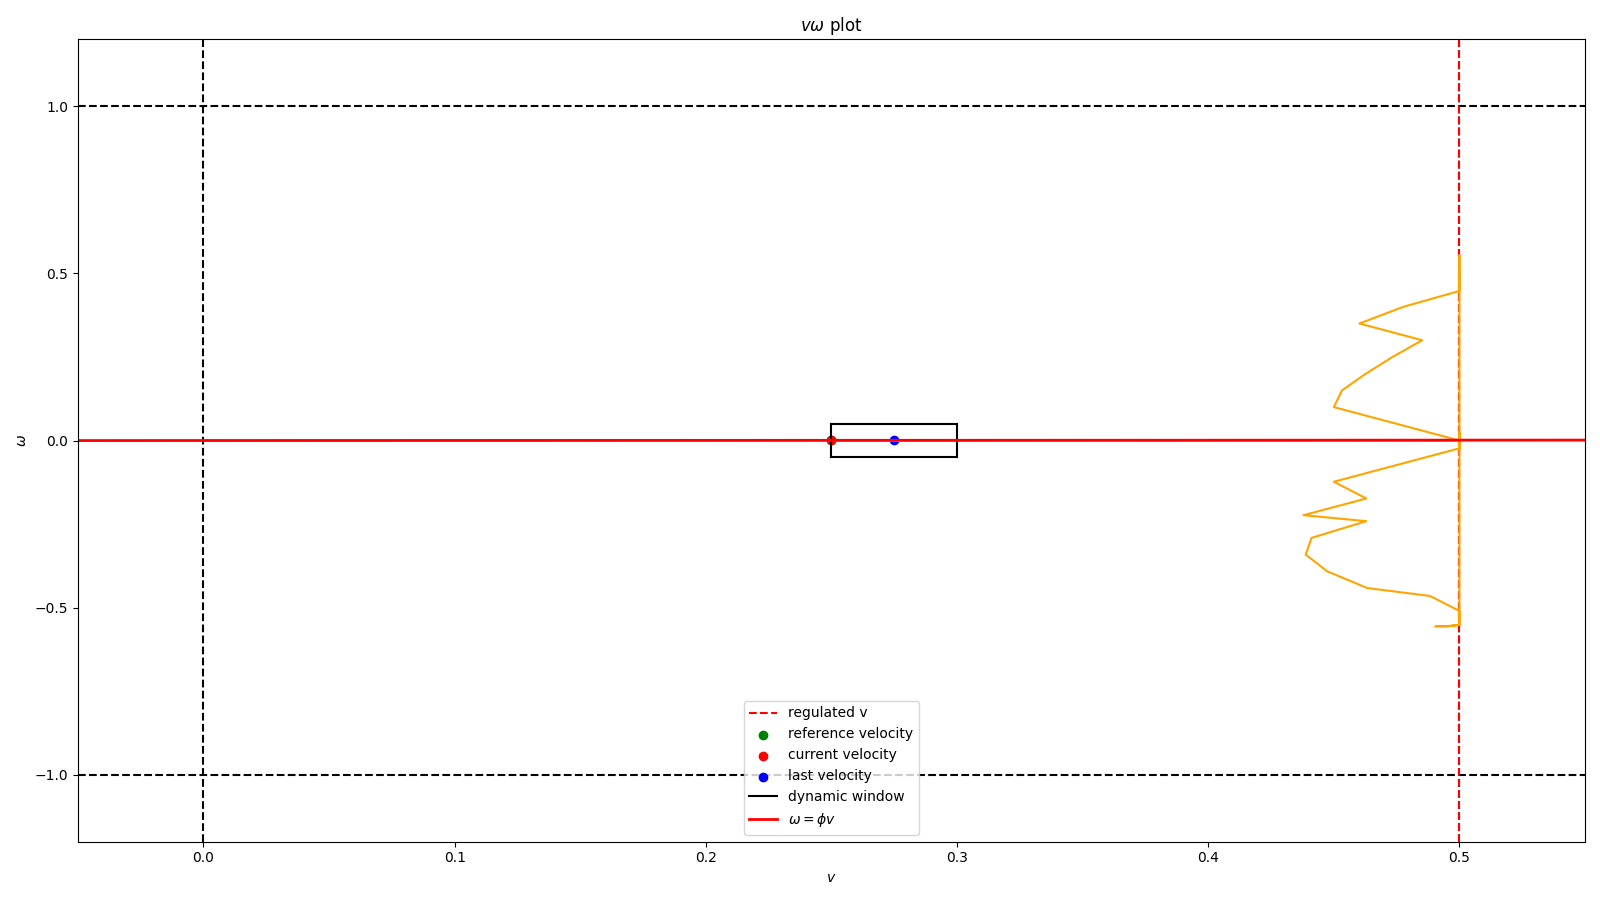 vω plot
1.0
0.5
0.0
−0.5
−1.0
ω
0.0
0.1
0.2
0.3
0.4
0.5
v
regulated v
reference velocity
current velocity
last velocity
dynamic window
ω = ϕv